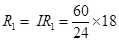 R₁ = IR₁ = 60/24 × 18